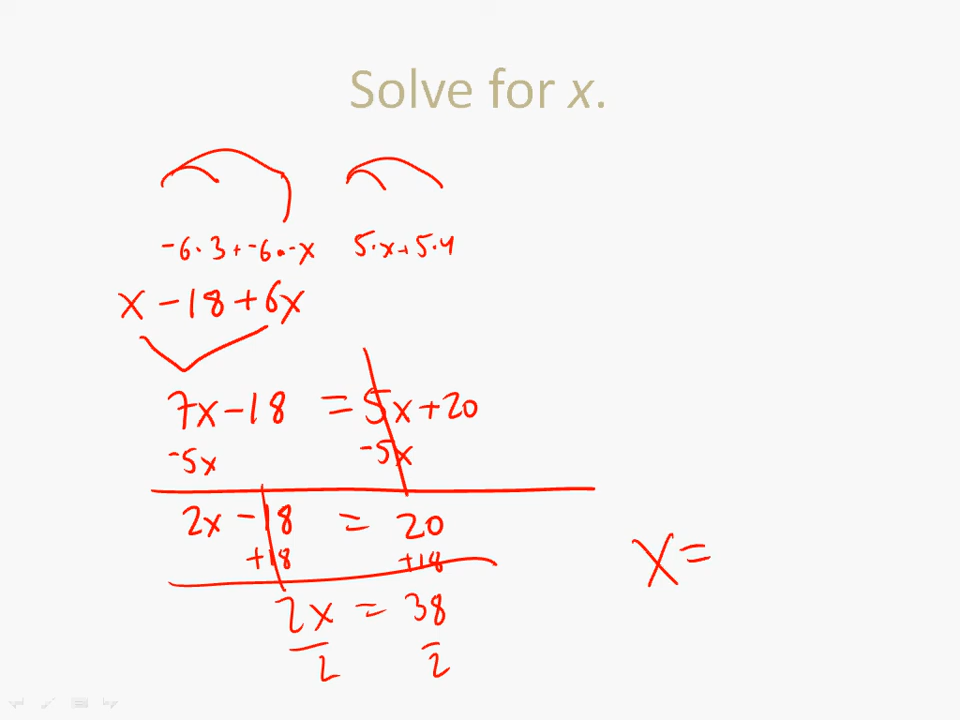 Solve for x.
-6·3+-6·-x 5·x+5·4
x -18+6x
7x-18 = 5x+20
-5x -5x
2x -18 = 20
+18 +18
x=
2x = 38
2 2